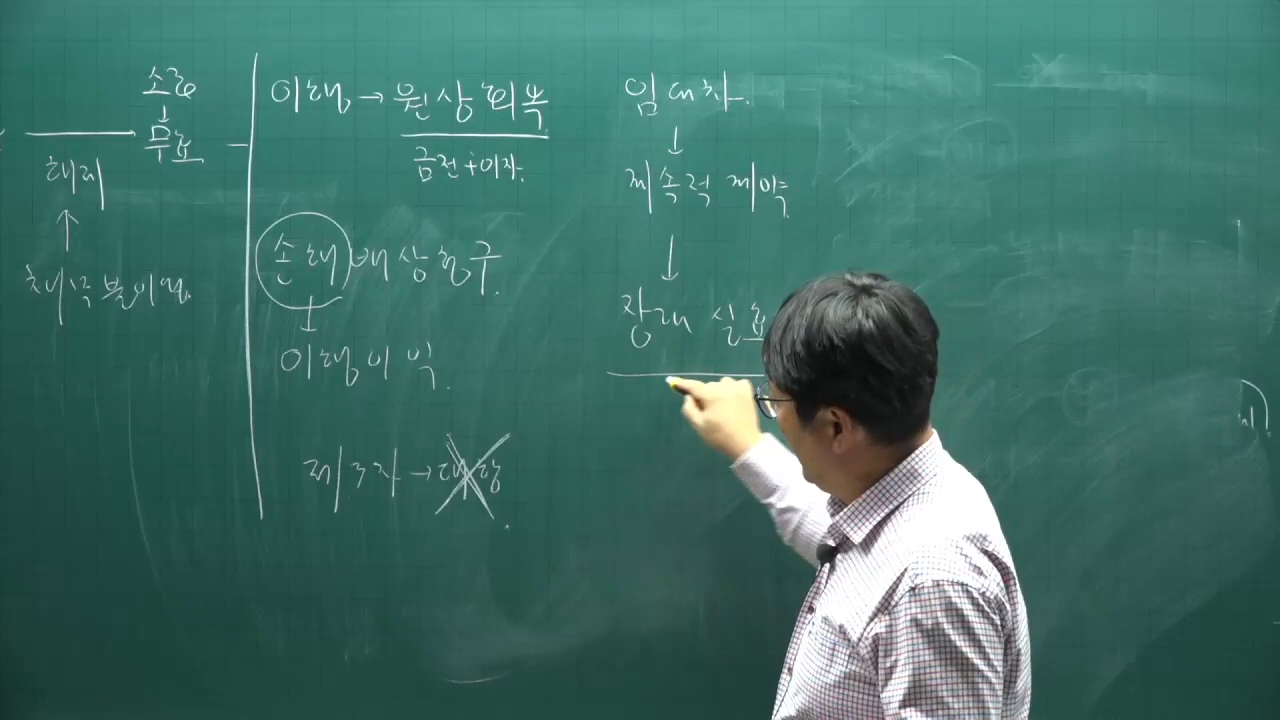 소급
무효
해제
채무불이행.
이행 → 원상회복
금전+이자.
손해배상청구.
이행이익.
제3자 → 대항
임대차.
계속적 계약.
장래 실효